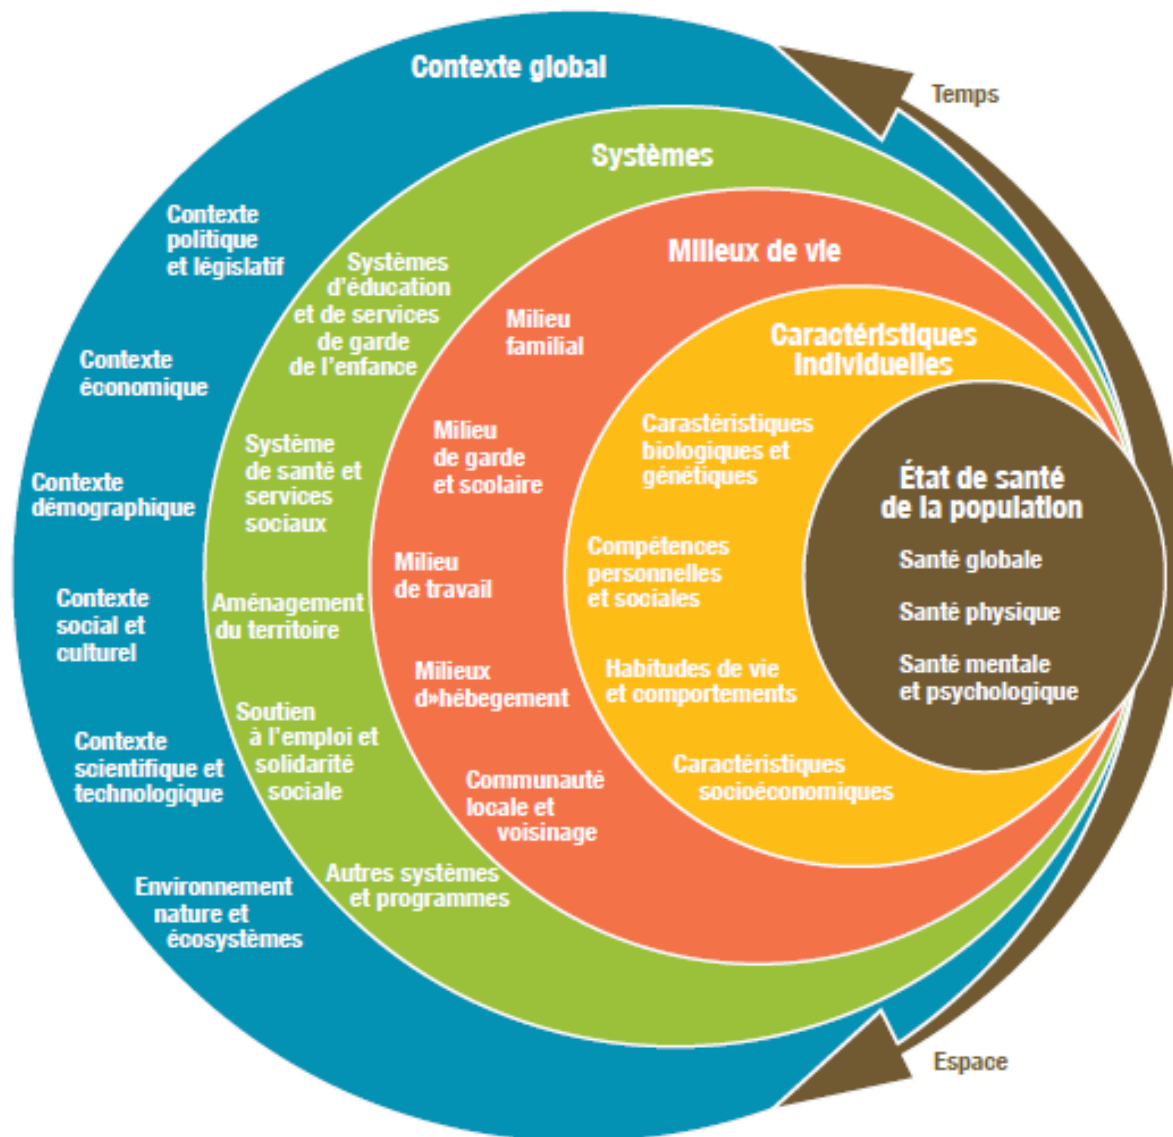 Contexte global
Temps
Systèmes
Contexte
politique
et législatif
Systèmes
d'éducation
et de services
de garde
de l'enfance
Milieux de vie
Milieu
familial
Caractéristiques
individuelles
Contexte
économique
Système
de santé et
services
sociaux
Milieu
de garde
et scolaire
Carastéristiques
biologiques et
génétiques
État de santé
de la population
Santé globale
Santé physique
Santé mentale
et psychologique
Contexte
démographique
Milieu
de travail
Compétences
personnelles
et sociales
Contexte
social et
culturel
Aménagement
du territoire
Milieux
d»hébegement
Habitudes de vie
et comportements
Contexte
scientifique et
technologique
Soutien
à l'emploi et
solidarité
sociale
Communauté
locale et
voisinage
Caractéristiques
socioéconomiques
Environnement
nature et
écosystèmes
Autres systèmes
et programmes
Espace